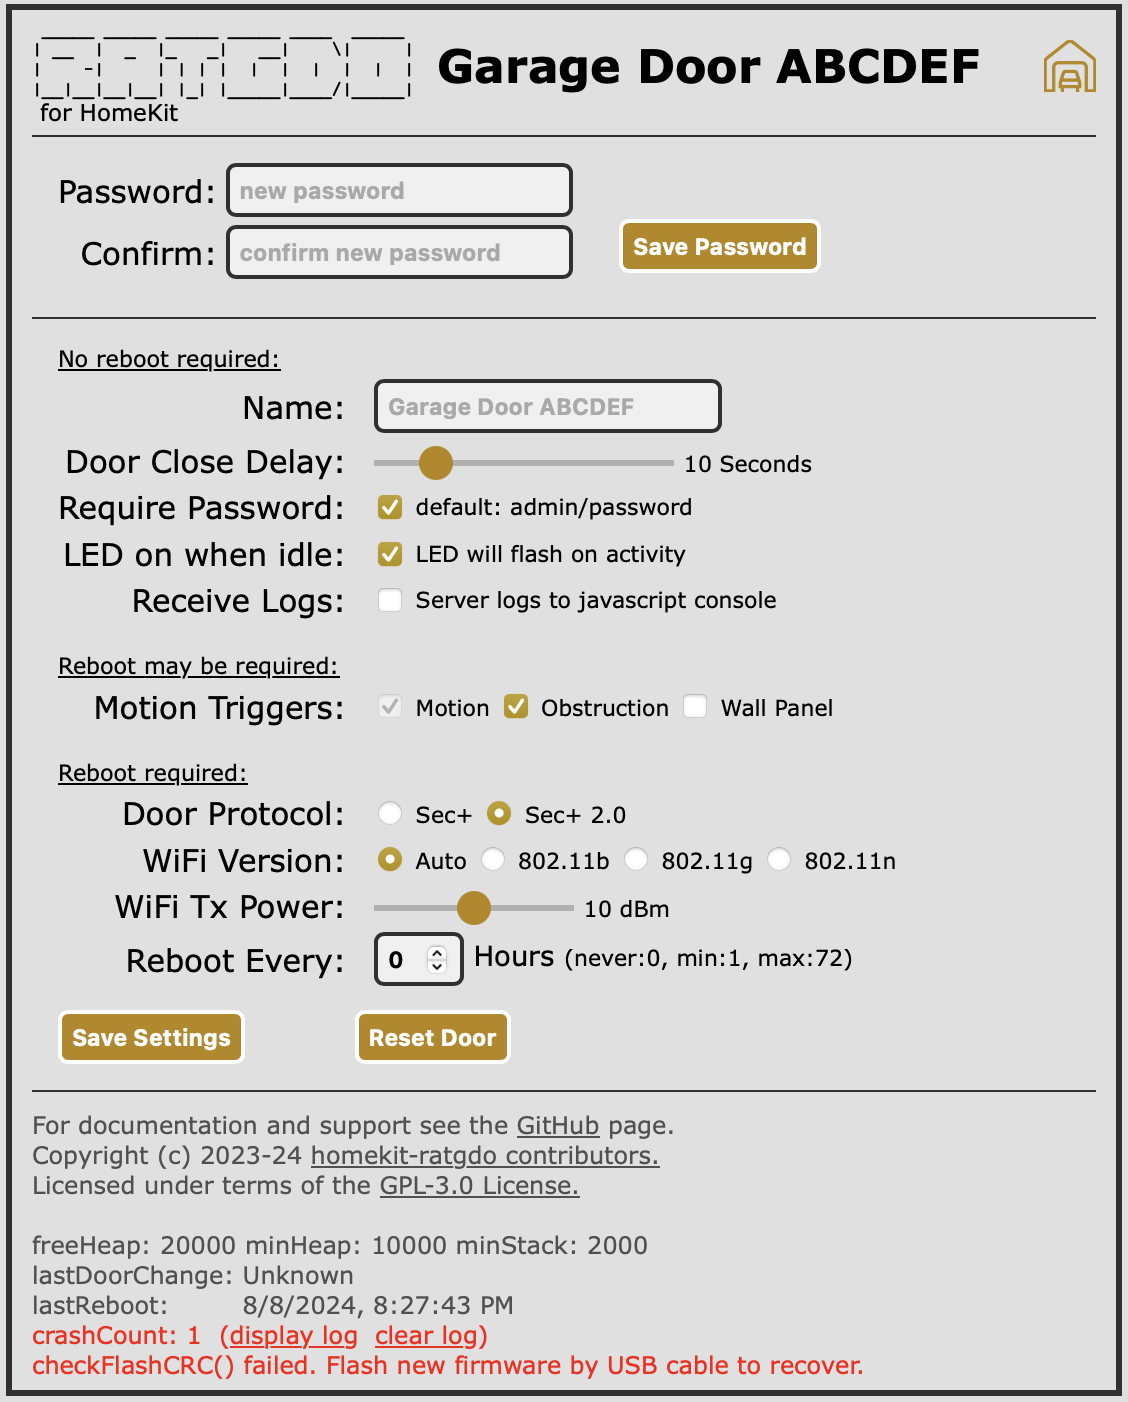 RATGDO
Garage Door ABCDEF
for HomeKit
Password: new password
Confirm: confirm new password
Save Password
No reboot required:
Name: Garage Door ABCDEF
Door Close Delay: 10 Seconds
Require Password: default: admin/password
LED on when idle: LED will flash on activity
Receive Logs: Server logs to javascript console
Reboot may be required:
Motion Triggers: Motion Obstruction Wall Panel
Reboot required:
Door Protocol: Sec+ Sec+ 2.0
WiFi Version: Auto 802.11b 802.11g 802.11n
WiFi Tx Power: 10 dBm
Reboot Every: 0 Hours (never:0, min:1, max:72)
Save Settings Reset Door
For documentation and support see the GitHub page.
Copyright (c) 2023-24 homekit-ratgdo contributors.
Licensed under terms of the GPL-3.0 License.
freeHeap: 20000 minHeap: 10000 minStack: 2000
lastDoorChange: Unknown
lastReboot: 8/8/2024, 8:27:43 PM
crashCount: 1 (display log clear log)
checkFlashCRC() failed. Flash new firmware by USB cable to recover.